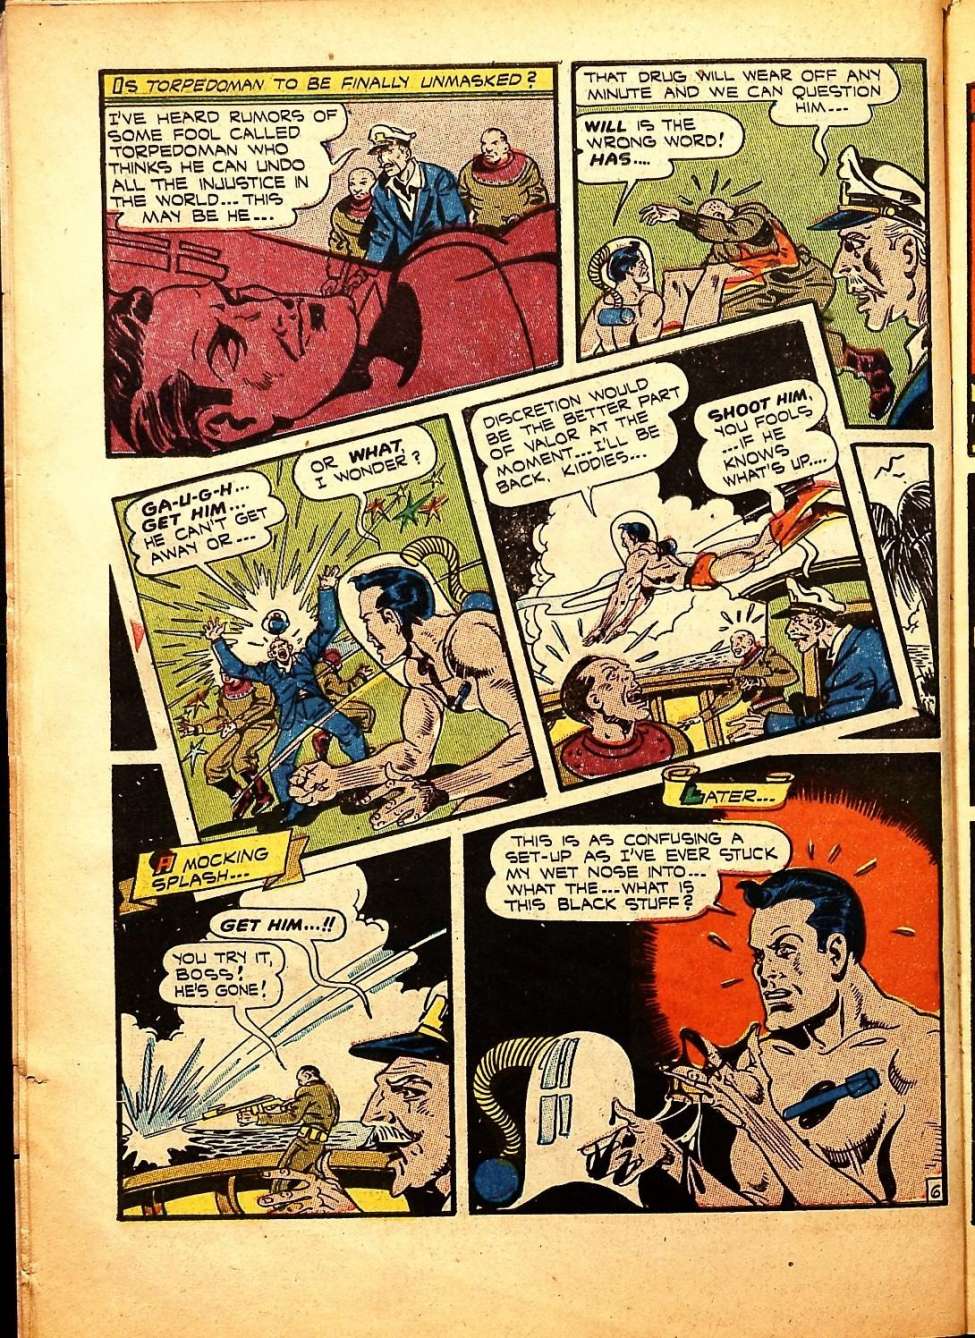 IS TORPEDOMAN TO BE FINALLY UNMASKED?
I'VE HEARD RUMORS OF
SOME FOOL CALLED
TORPEDOMAN WHO
THINKS HE CAN UNDO
ALL THE INJUSTICE IN
THE WORLD... THIS
MAY BE HE---
THAT DRUG WILL WEAR OFF ANY
MINUTE AND WE CAN QUESTION
HIM---
WILL IS THE
WRONG WORD!
HAS....
GA-U-G-H...
GET HIM...
HE CAN'T GET
AWAY OR---
OR WHAT,
I WONDER?
DISCRETION WOULD
BE THE BETTER PART
OF VALOR AT THE
MOMENT... I'LL BE
BACK, KIDDIES...
SHOOT HIM,
YOU FOOLS
...IF HE
KNOWS
WHAT'S UP....
A MOCKING
SPLASH...
GET HIM...!!
YOU TRY IT,
BOSS!
HE'S GONE!
LATER...
THIS IS AS CONFUSING A
SET-UP AS I'VE EVER STUCK
MY WET NOSE INTO...
WHAT THE...WHAT IS
THIS BLACK STUFF?
6